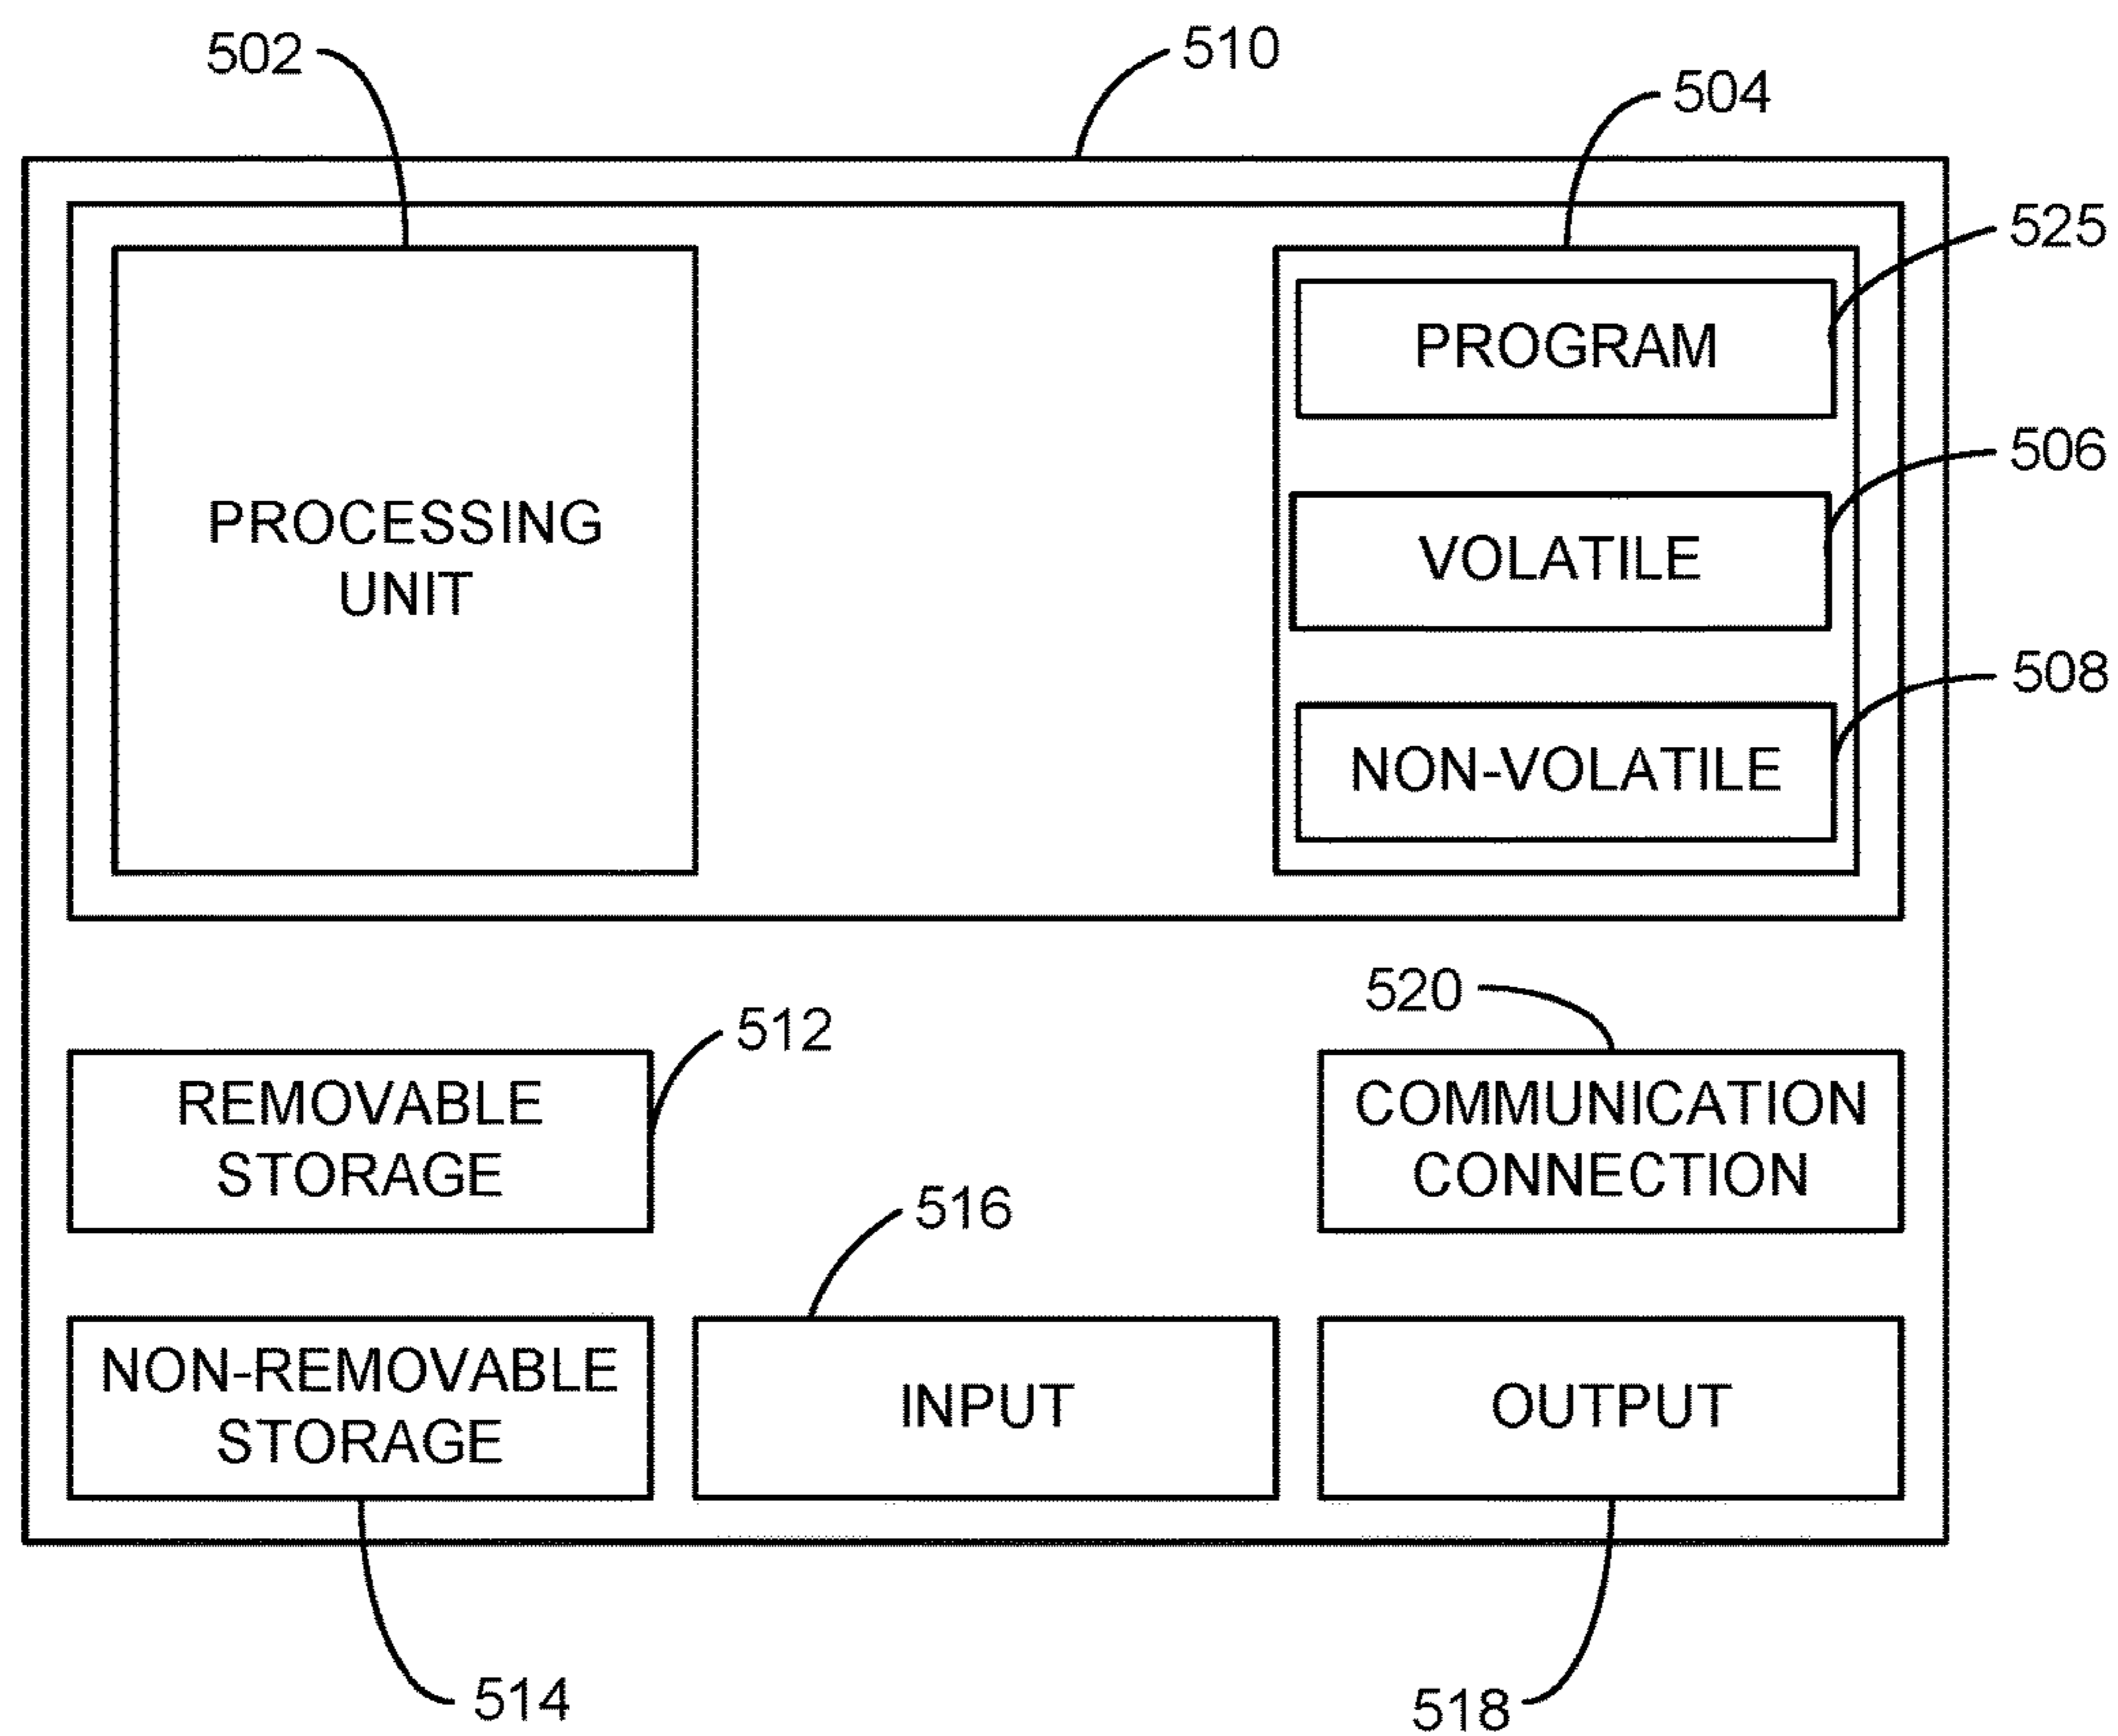 502
510
504
525
PROGRAM
506
PROCESSING
UNIT
VOLATILE
508
NON-VOLATILE
520
512
REMOVABLE
STORAGE
COMMUNICATION
CONNECTION
516
NON-REMOVABLE
STORAGE
INPUT
OUTPUT
514
518